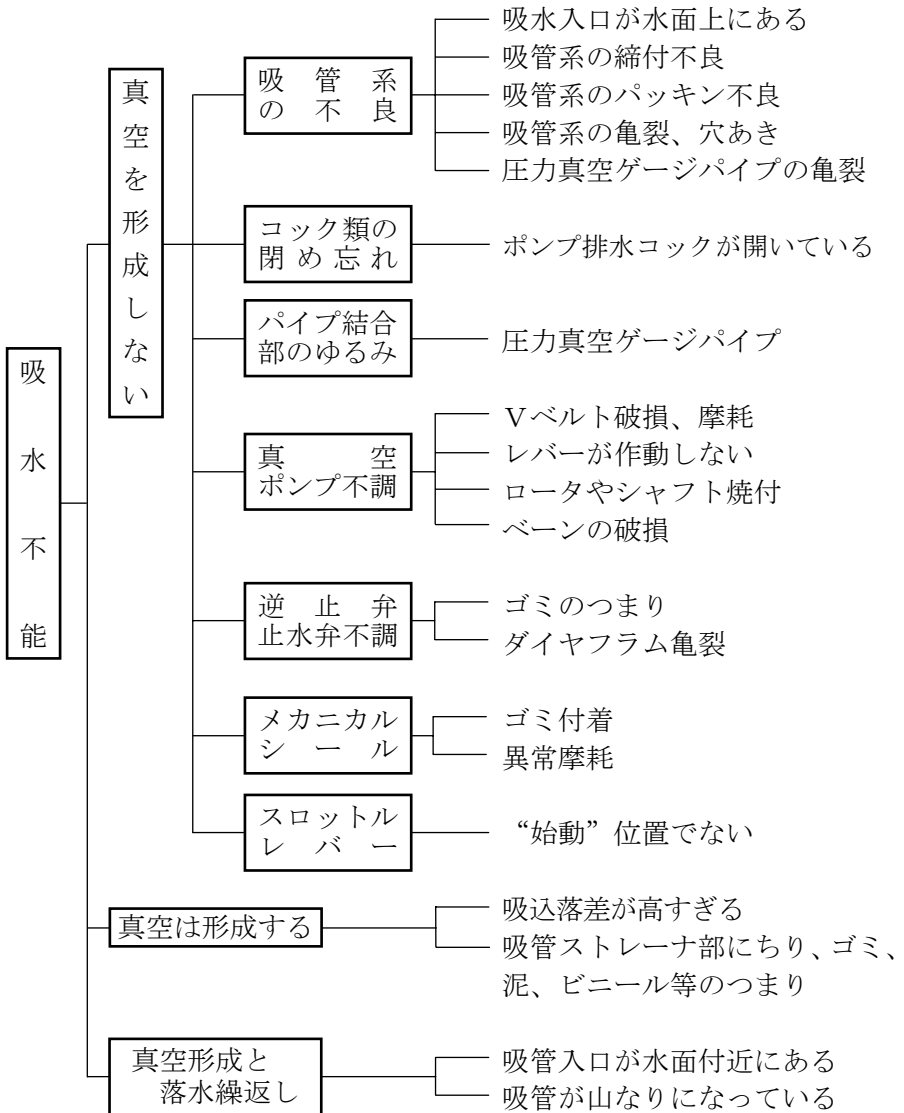 吸水不能
真空を形成しない
吸管系
の不良
吸水入口が水面上にある
吸管系の締付不良
吸管系のパッキン不良
吸管系の亀裂、穴あき
圧力真空ゲージパイプの亀裂
コック類の
閉め忘れ
ポンプ排水コックが開いている
パイプ結合
部のゆるみ
圧力真空ゲージパイプ
真空
ポンプ不調
Ｖベルト破損、摩耗
レバーが作動しない
ロータやシャフト焼付
ベーンの破損
逆止弁
止水弁不調
ゴミのつまり
ダイヤフラム亀裂
メカニカル
シール
ゴミ付着
異常摩耗
スロットル
レバー
“始動”位置でない
真空は形成する
吸込落差が高すぎる
吸管ストレーナ部にちり、ゴミ、
泥、ビニール等のつまり
真空形成と
落水繰返し
吸管入口が水面付近にある
吸管が山なりになっている